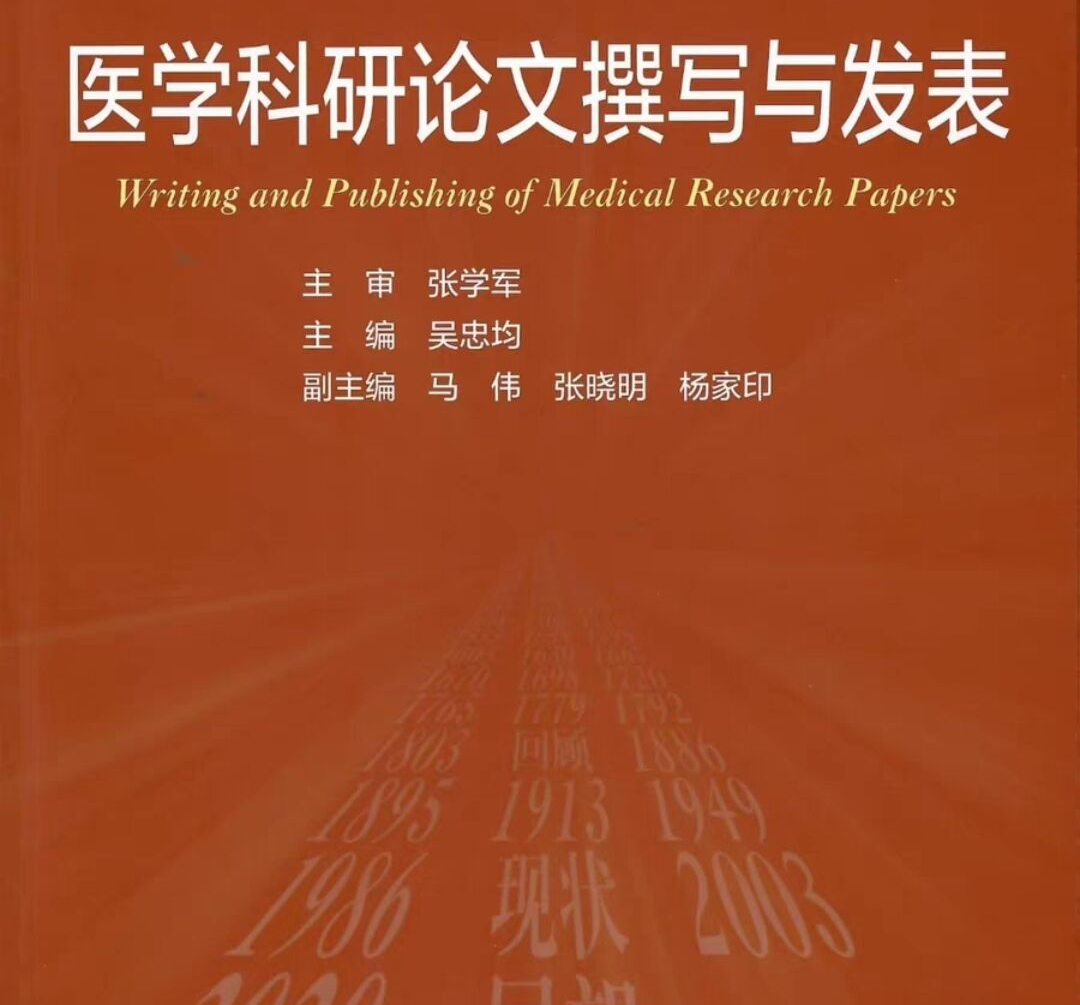 医学科研论文撰写与发表
Writing and Publishing of Medical Research Papers
主 审 张学军
主 编 吴忠均
副主编 马 伟 张晓明 杨家印
1763 1779 1792
1803 回顾 1886
1895 1913 1949
1986 现状 2003